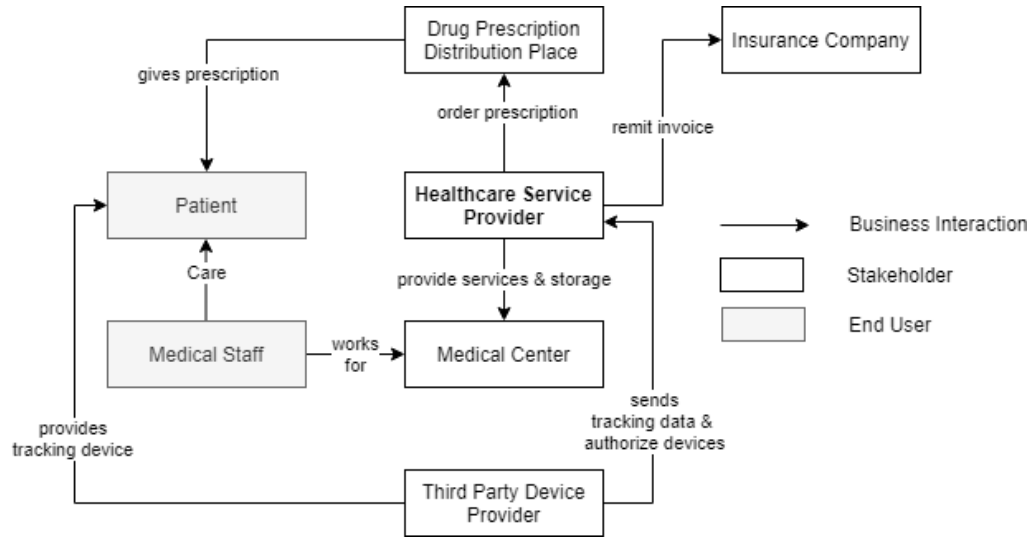 Drug Prescription
Distribution Place
Insurance Company
gives prescription
order prescription
remit invoice
Patient
Healthcare Service
Provider
Business Interaction
Care
provide services & storage
Stakeholder
End User
Medical Staff
works
for
Medical Center
provides
tracking device
sends
tracking data &
authorize devices
Third Party Device
Provider